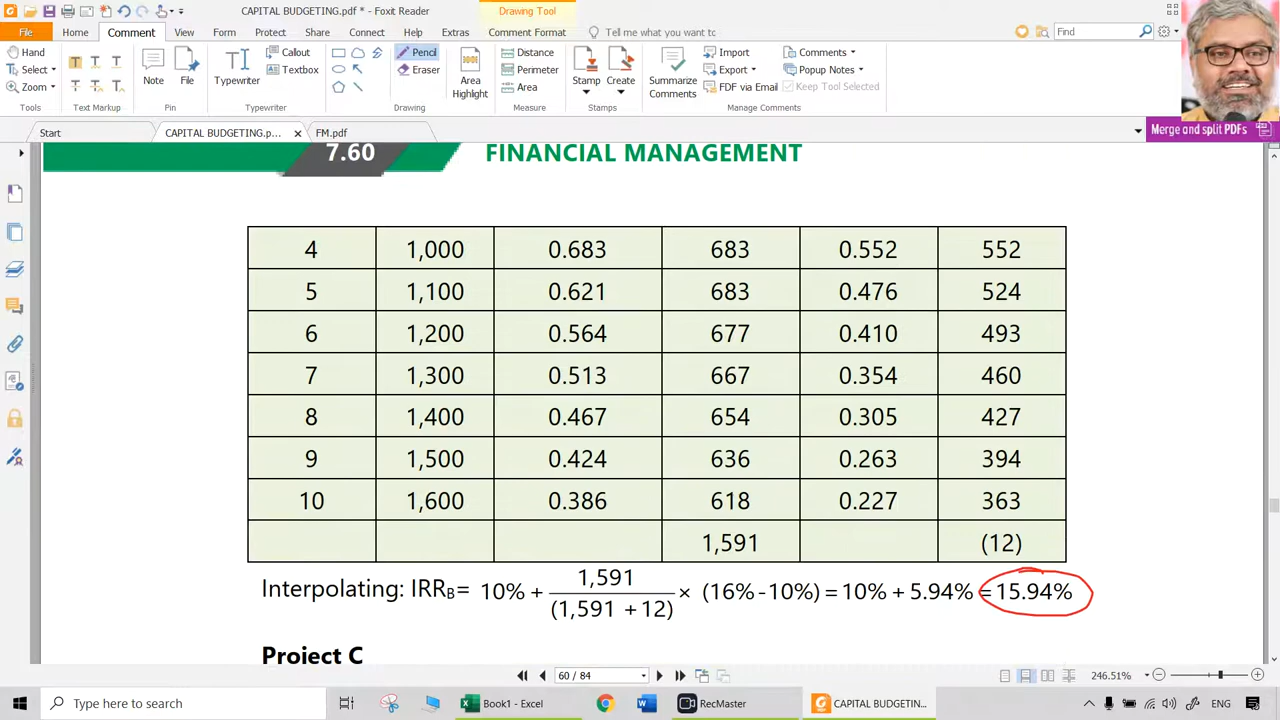 CAPITAL BUDGETING.pdf * - Foxit Reader
Drawing Tool
File Home Comment View Form Protect Share Connect Help Extras Comment Format Tell me what you want to Find
Hand
Select
Zoom
Tools
Text Markup
Note
File
Pin
Typewriter
Callout
Textbox
Typewriter
Pencil
Eraser
Drawing
Area
Highlight
Distance
Perimeter
Area
Measure
Stamp
Create
Stamps
Summarize
Comments
Import
Export
FDF via Email
Comments
Popup Notes
Keep Tool Selected
Manage Comments
Start CAPITAL BUDGETING.p... FM.pdf
Merge and split PDFs
7.60 FINANCIAL MANAGEMENT
4 1,000 0.683 683 0.552 552
5 1,100 0.621 683 0.476 524
6 1,200 0.564 677 0.410 493
7 1,300 0.513 667 0.354 460
8 1,400 0.467 654 0.305 427
9 1,500 0.424 636 0.263 394
10 1,600 0.386 618 0.227 363
1,591 (12)
Interpolating: IRRB= 10% + 1,591 / (1,591 + 12) × (16% - 10%) = 10% + 5.94% = 15.94%
Project C
60 / 84
246.51%
Type here to search
Book1 - Excel
RecMaster
CAPITAL BUDGETIN...
ENG